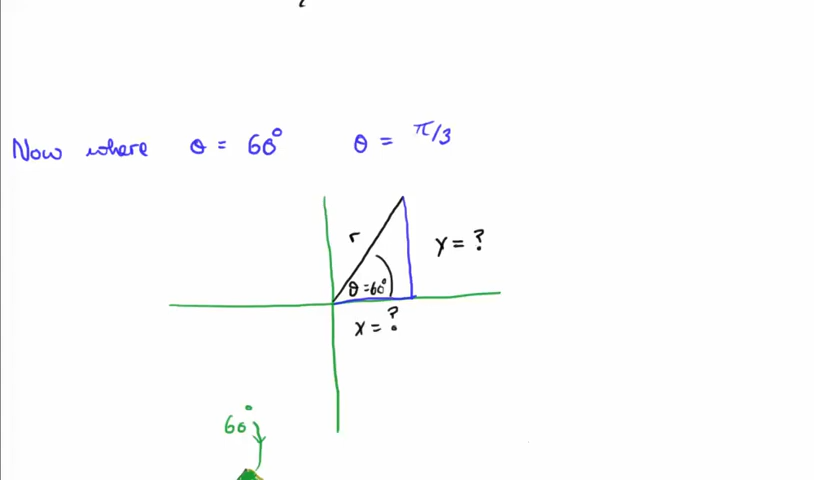 Now where θ = 60° θ = π/3
r
y = ?
θ = 60°
x = ?
60°